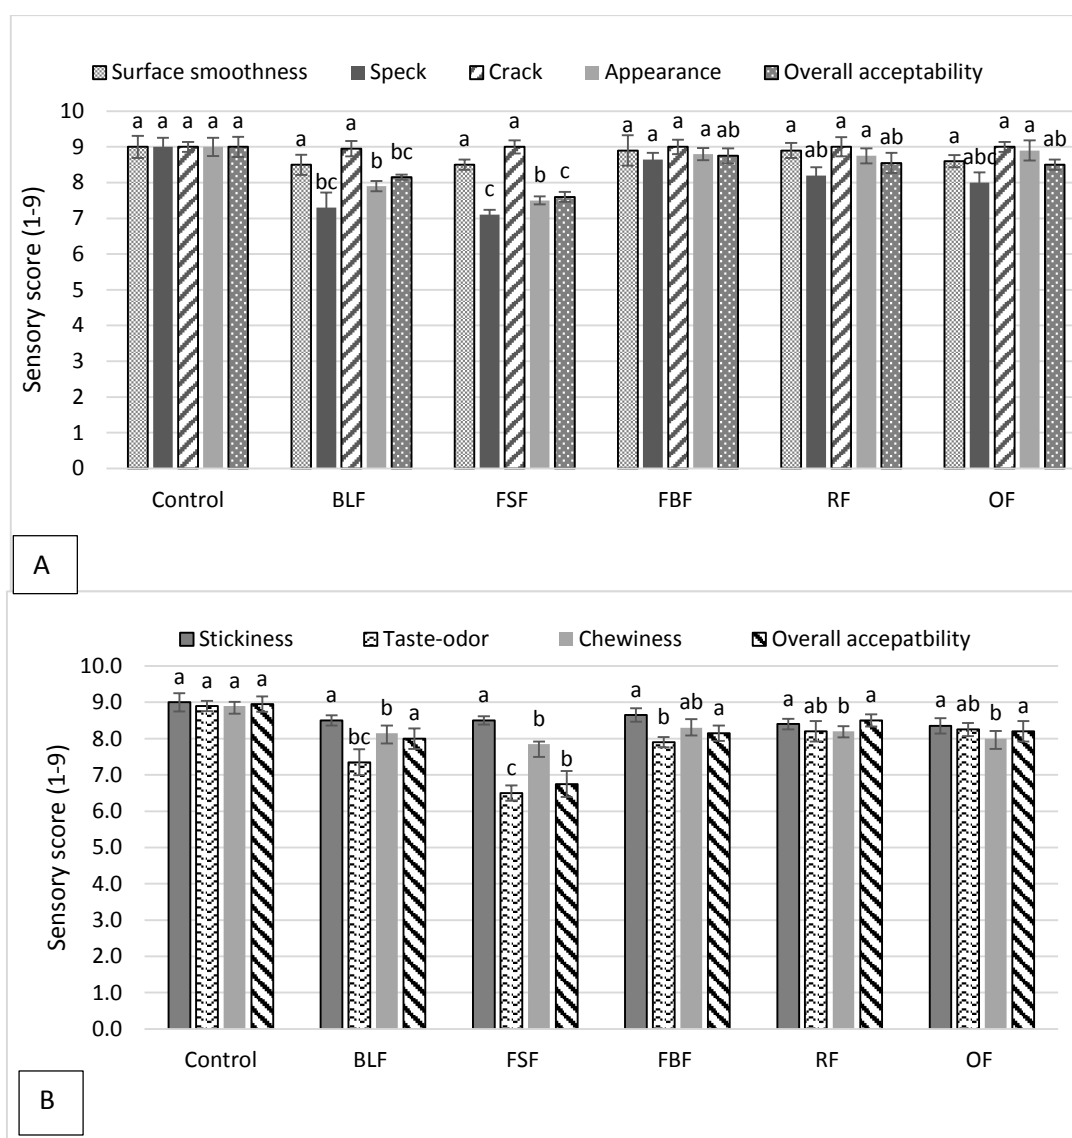 Surface smoothness Speck Crack Appearance Overall acceptability
10
a a a a a a a a a a a a a a
9
b bc ab ab a ab
8
bc c b c abc
7
6
5
4
3
2
1
0
Sensory score (1-9)
Control BLF FSF FBF RF OF
A
Stickiness Taste-odor Chewiness Overall accepatbility
10.0
a a a a a a a ab a a ab b a a ab b a
9.0
bc b a b b
8.0
c b
7.0
6.0
5.0
4.0
3.0
2.0
1.0
0.0
Sensory score (1-9)
Control BLF FSF FBF RF OF
B